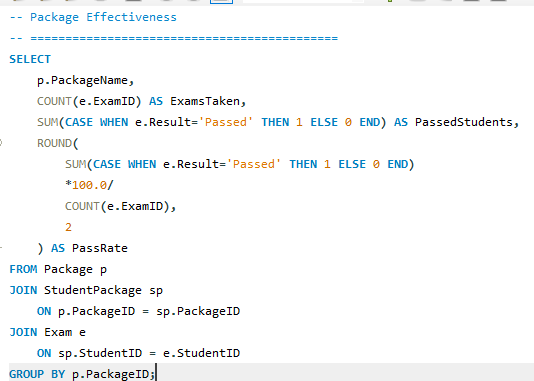 -- Package Effectiveness
-- ============================================
SELECT
p.PackageName,
COUNT(e.ExamID) AS ExamsTaken,
SUM(CASE WHEN e.Result='Passed' THEN 1 ELSE 0 END) AS PassedStudents,
ROUND(
SUM(CASE WHEN e.Result='Passed' THEN 1 ELSE 0 END)
*100.0/
COUNT(e.ExamID),
2
) AS PassRate
FROM Package p
JOIN StudentPackage sp
ON p.PackageID = sp.PackageID
JOIN Exam e
ON sp.StudentID = e.StudentID
GROUP BY p.PackageID;